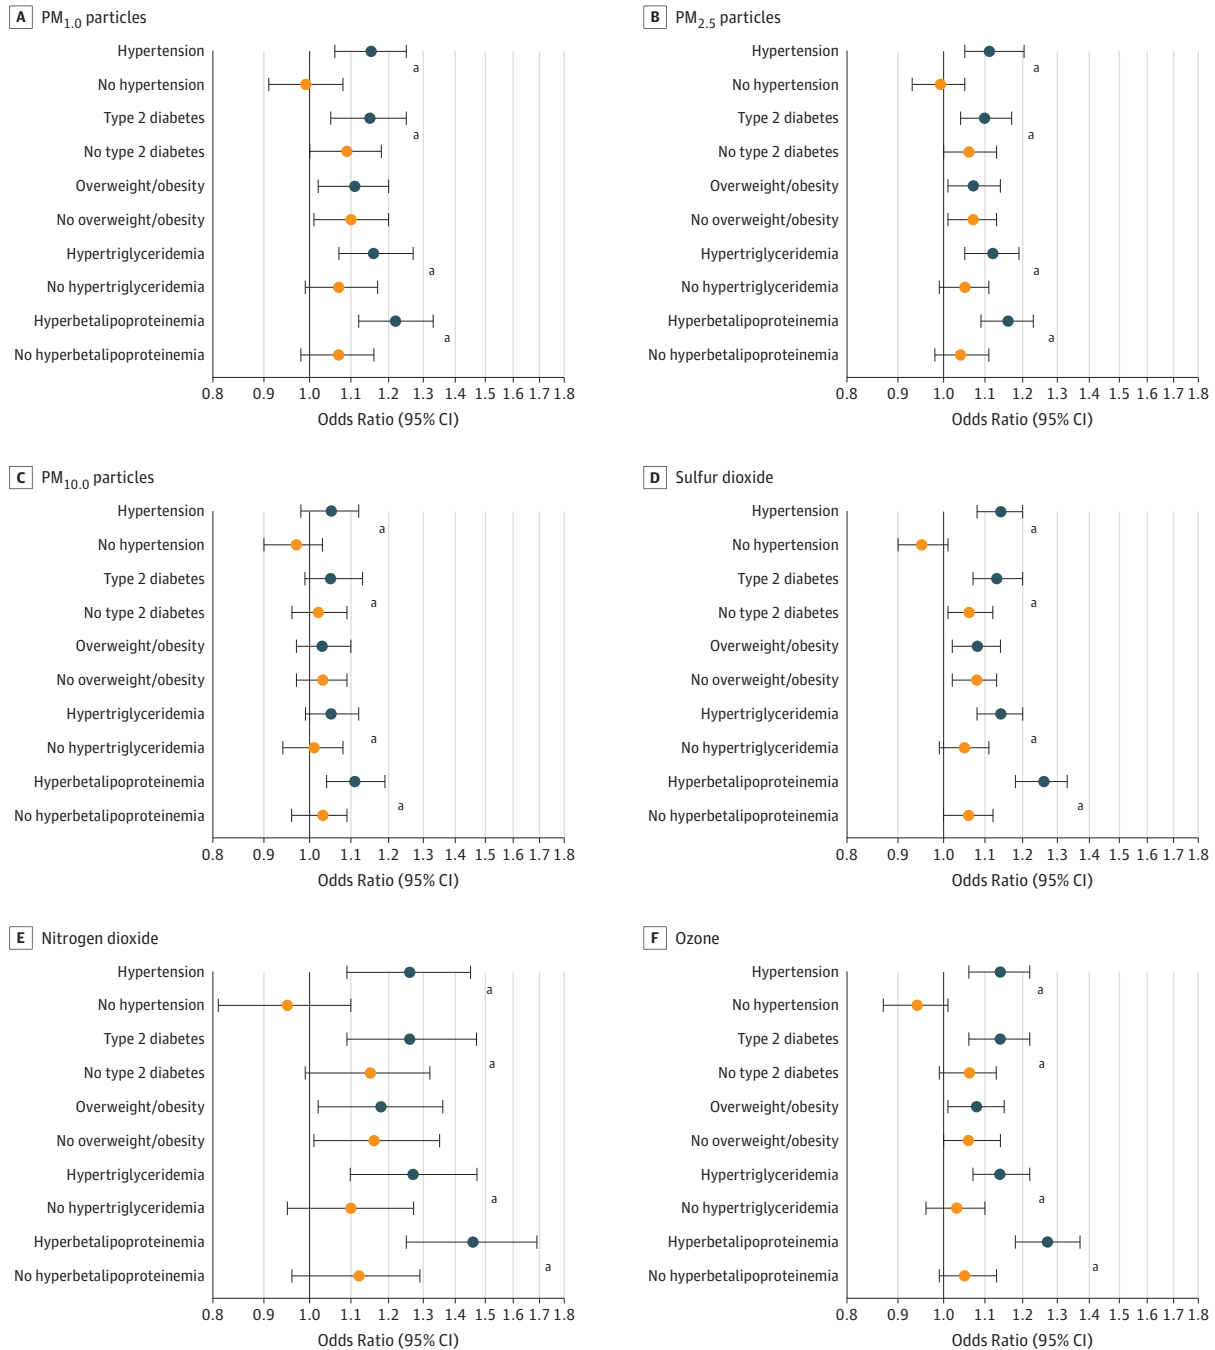 A PM1.0 particles
Hypertension
a
No hypertension
Type 2 diabetes
a
No type 2 diabetes
Overweight/obesity
No overweight/obesity
Hypertriglyceridemia
a
No hypertriglyceridemia
Hyperbetalipoproteinemia
a
No hyperbetalipoproteinemia
0.8 0.9 1.0 1.1 1.2 1.3 1.4 1.5 1.6 1.7 1.8
Odds Ratio (95% CI)
B PM2.5 particles
Hypertension
a
No hypertension
Type 2 diabetes
a
No type 2 diabetes
Overweight/obesity
No overweight/obesity
Hypertriglyceridemia
a
No hypertriglyceridemia
Hyperbetalipoproteinemia
a
No hyperbetalipoproteinemia
0.8 0.9 1.0 1.1 1.2 1.3 1.4 1.5 1.6 1.7 1.8
Odds Ratio (95% CI)
C PM10.0 particles
Hypertension
a
No hypertension
Type 2 diabetes
a
No type 2 diabetes
Overweight/obesity
No overweight/obesity
Hypertriglyceridemia
a
No hypertriglyceridemia
Hyperbetalipoproteinemia
a
No hyperbetalipoproteinemia
0.8 0.9 1.0 1.1 1.2 1.3 1.4 1.5 1.6 1.7 1.8
Odds Ratio (95% CI)
D Sulfur dioxide
Hypertension
a
No hypertension
Type 2 diabetes
a
No type 2 diabetes
Overweight/obesity
No overweight/obesity
Hypertriglyceridemia
a
No hypertriglyceridemia
Hyperbetalipoproteinemia
a
No hyperbetalipoproteinemia
0.8 0.9 1.0 1.1 1.2 1.3 1.4 1.5 1.6 1.7 1.8
Odds Ratio (95% CI)
E Nitrogen dioxide
Hypertension
a
No hypertension
Type 2 diabetes
a
No type 2 diabetes
Overweight/obesity
No overweight/obesity
Hypertriglyceridemia
a
No hypertriglyceridemia
Hyperbetalipoproteinemia
a
No hyperbetalipoproteinemia
0.8 0.9 1.0 1.1 1.2 1.3 1.4 1.5 1.6 1.7 1.8
Odds Ratio (95% CI)
F Ozone
Hypertension
a
No hypertension
Type 2 diabetes
a
No type 2 diabetes
Overweight/obesity
No overweight/obesity
Hypertriglyceridemia
a
No hypertriglyceridemia
Hyperbetalipoproteinemia
a
No hyperbetalipoproteinemia
0.8 0.9 1.0 1.1 1.2 1.3 1.4 1.5 1.6 1.7 1.8
Odds Ratio (95% CI)